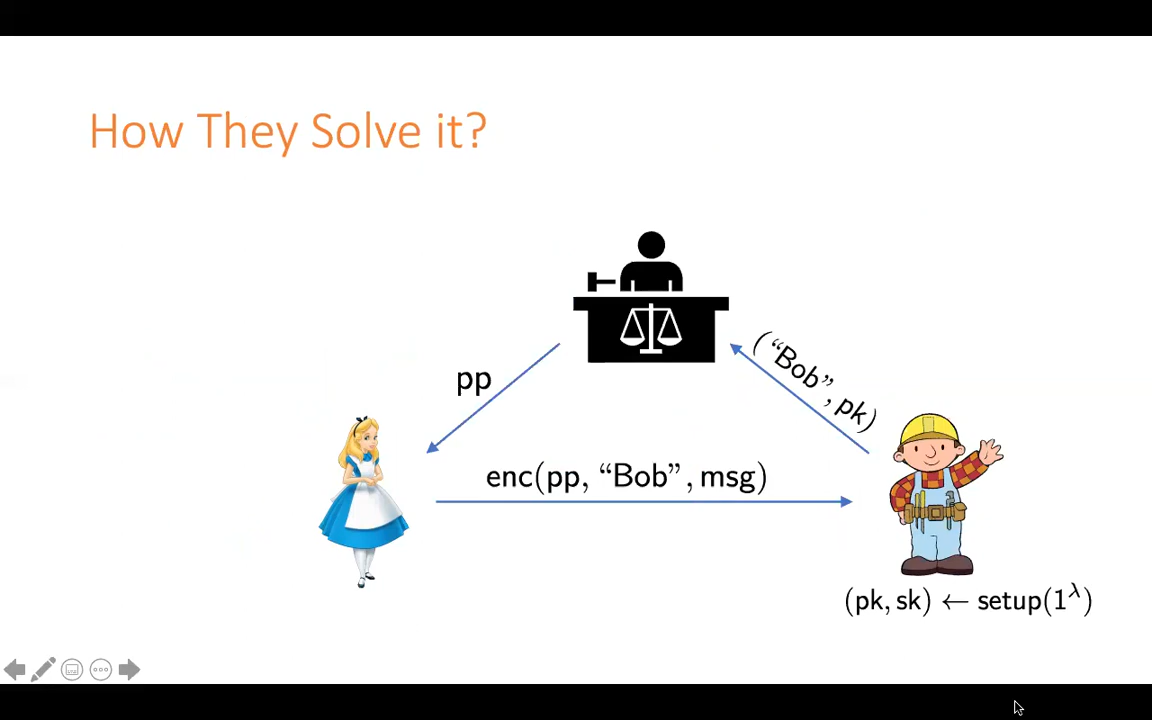 How They Solve it?
pp
(“Bob”, pk)
enc(pp, “Bob”, msg)
(pk, sk) ← setup(1^λ)